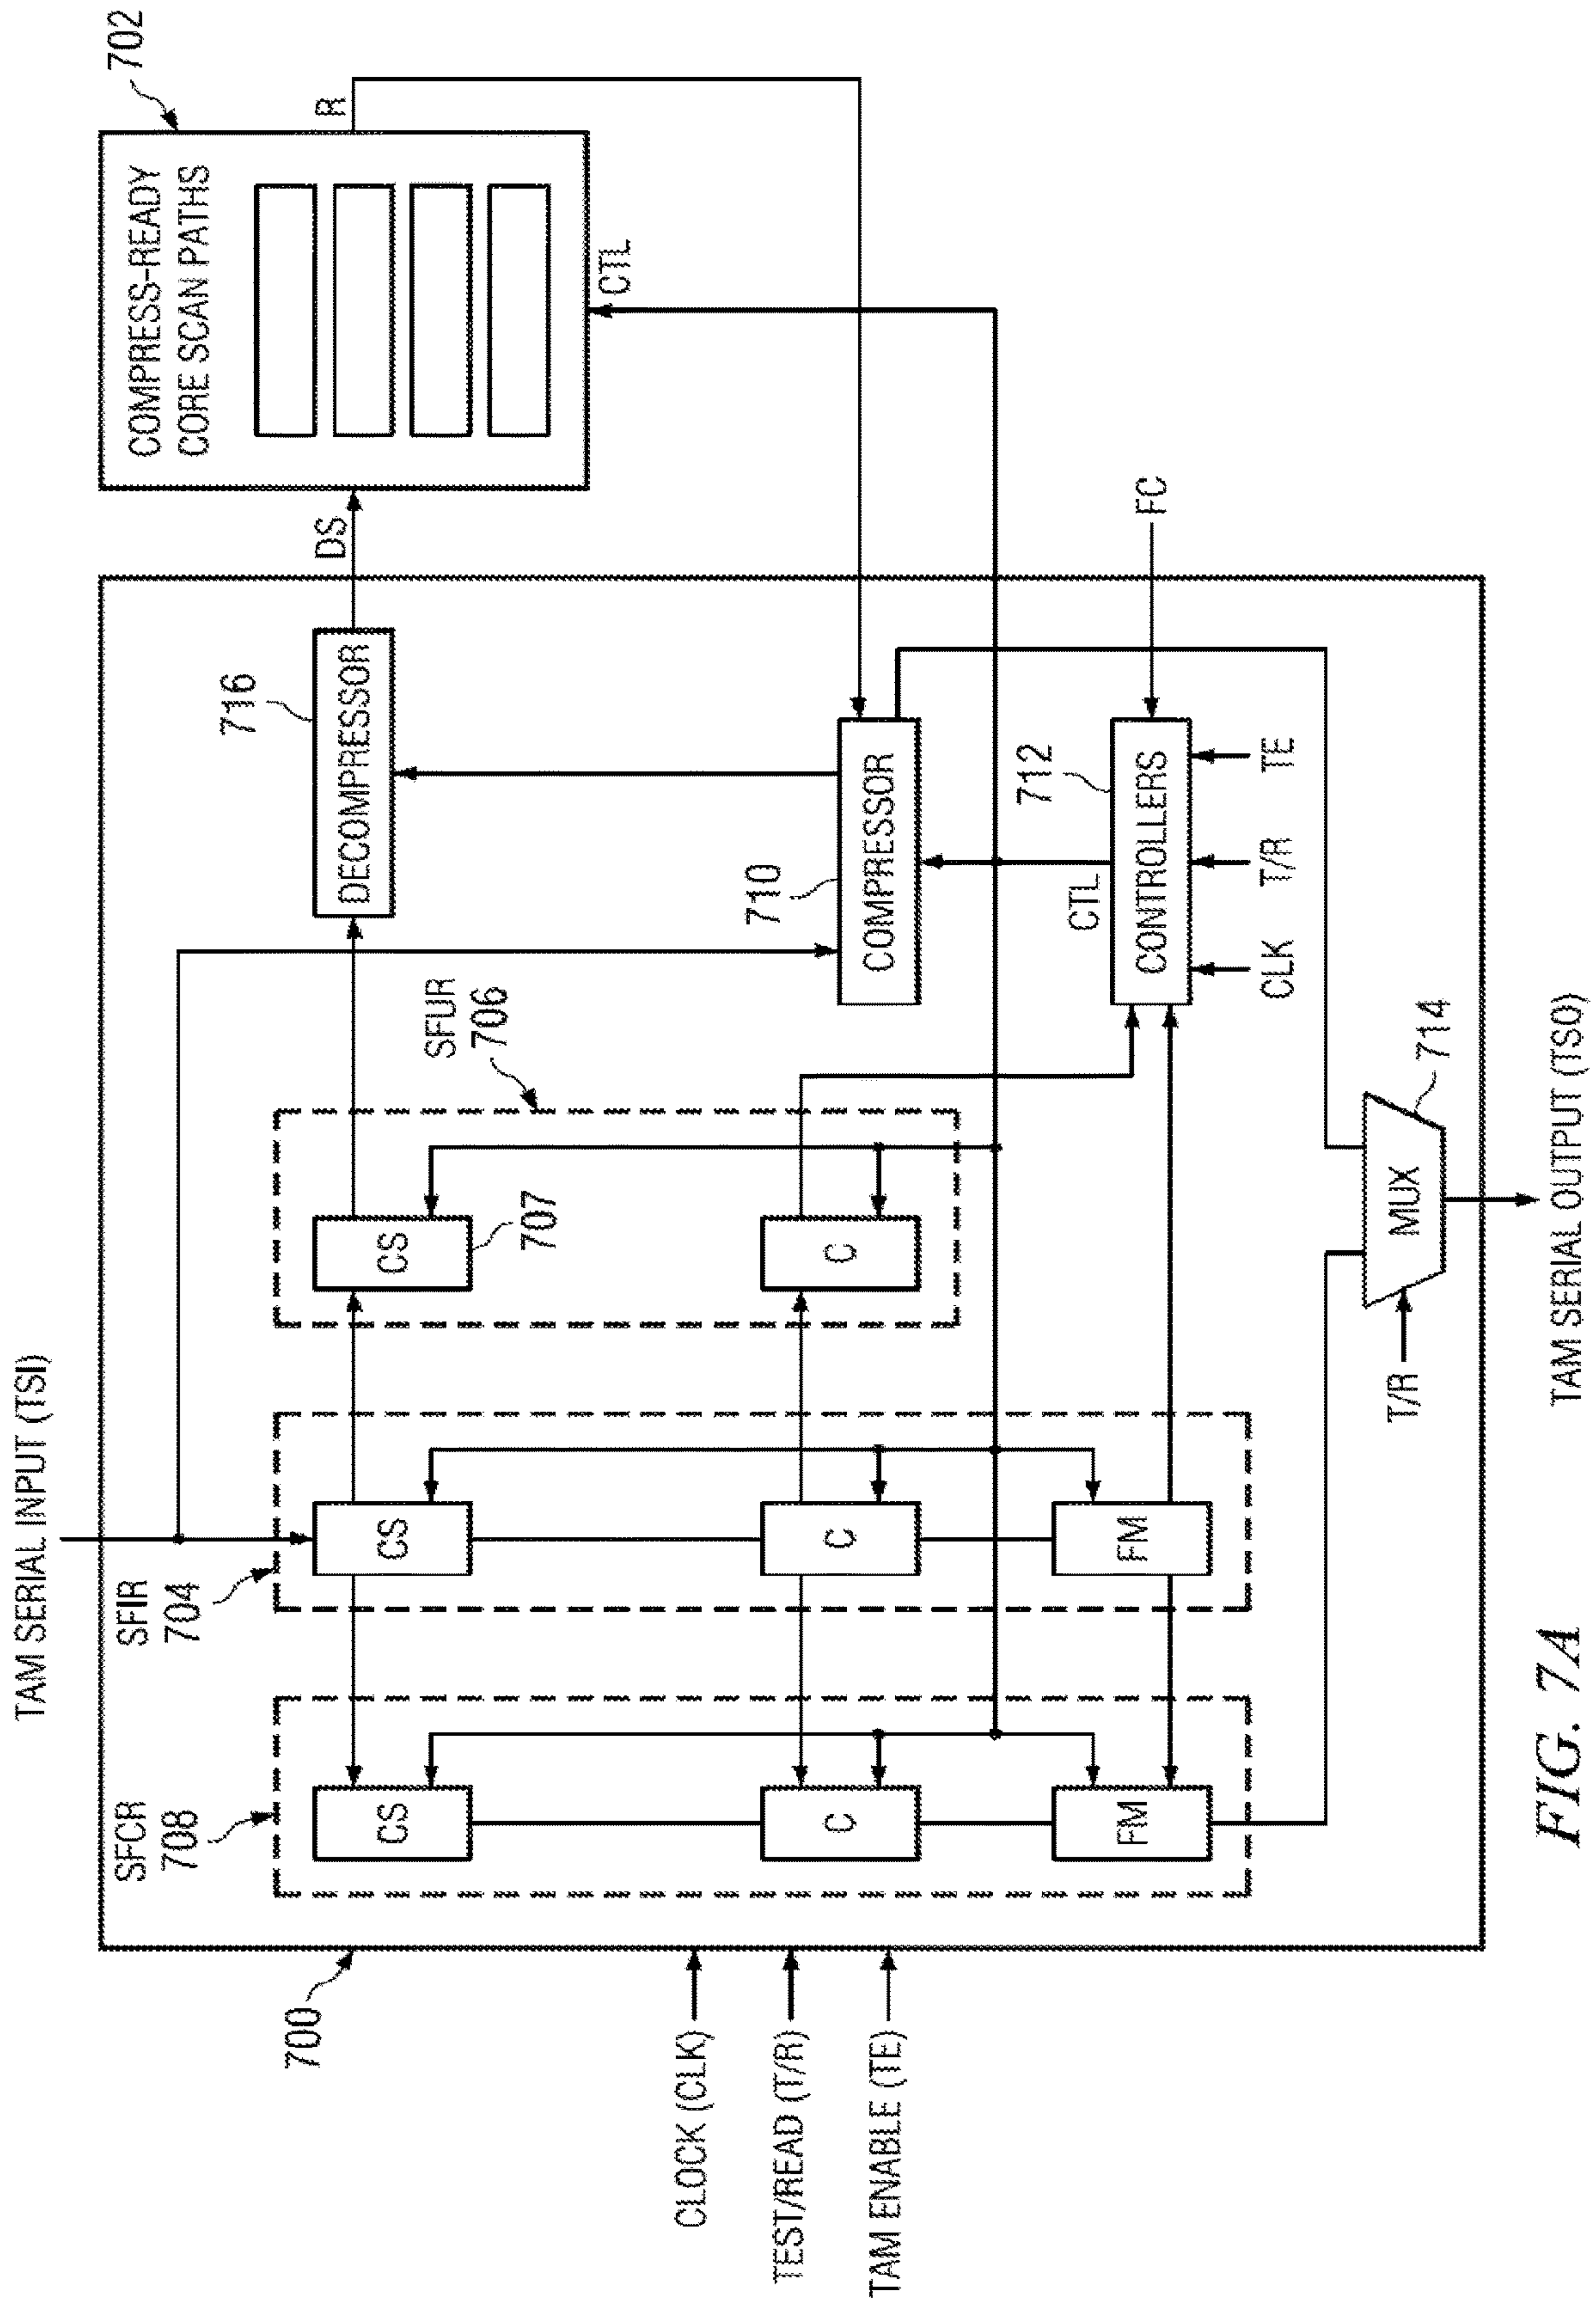 TAM SERIAL INPUT (TSI)
SFCR
708
SFIR
704
SFUR
706
716
702
COMPRESS-READY
CORE SCAN PATHS
700
CS
CS
CS
707
DECOMPRESSOR
DS
R
CLOCK (CLK)
TEST/READ (T/R)
TAM ENABLE (TE)
C
C
C
710
COMPRESSOR
CTL
CTL
712
FM
FM
CONTROLLERS
FC
CLK
T/R
TE
T/R
MUX
714
TAM SERIAL OUTPUT (TSO)
FIG. 7A